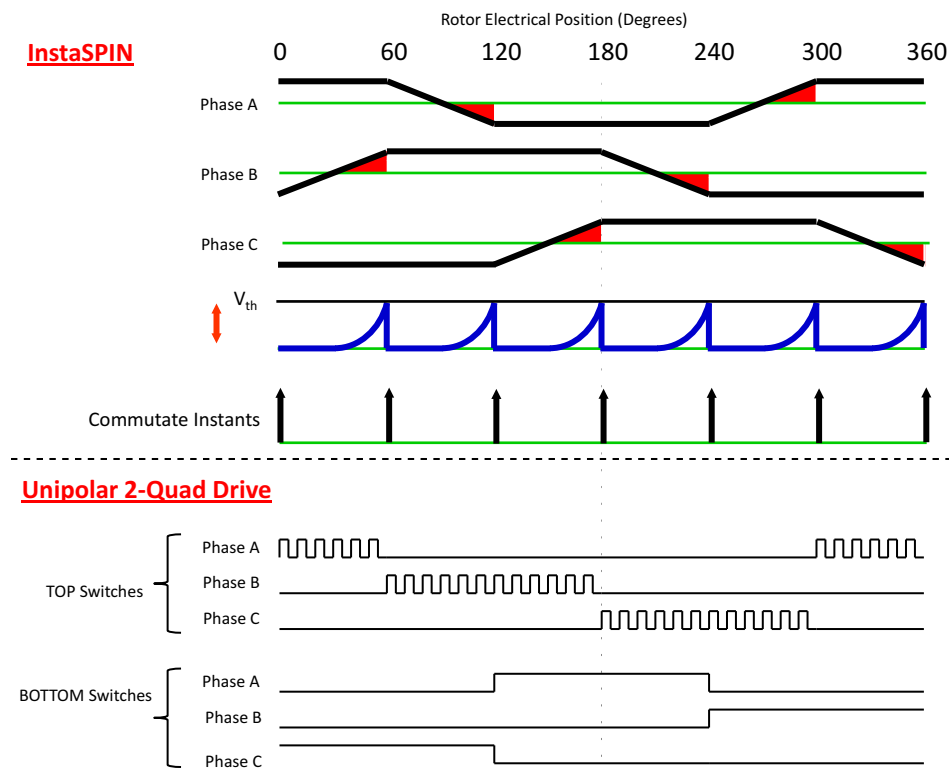 Rotor Electrical Position (Degrees)
InstaSPIN
0 60 120 180 240 300 360
Phase A
Phase B
Phase C
Vth
Commutate Instants
Unipolar 2-Quad Drive
Phase A
TOP Switches
Phase B
Phase C
BOTTOM Switches
Phase A
Phase B
Phase C